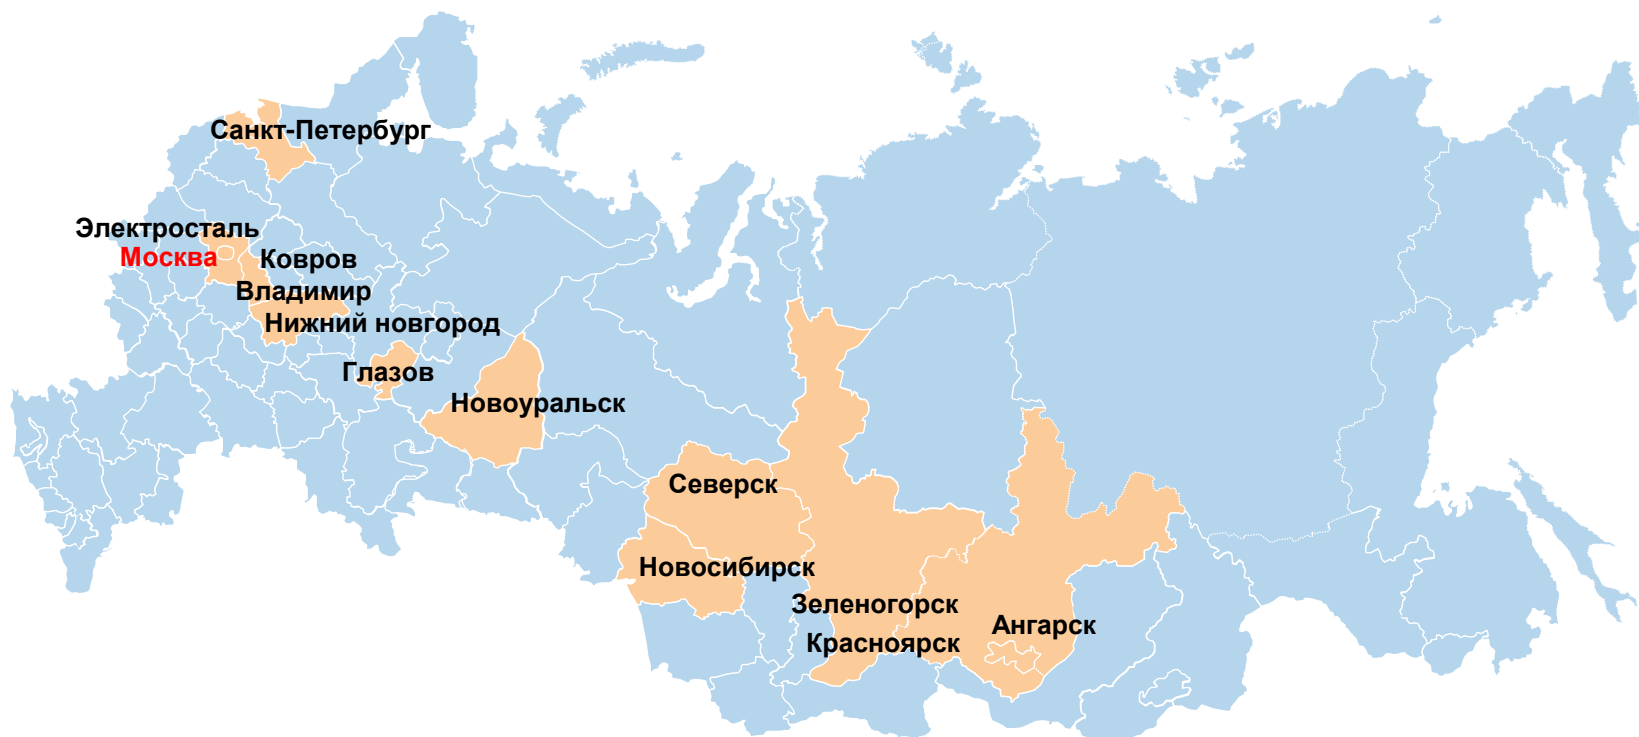 Санкт-Петербург
Электросталь
Москва
Ковров
Владимир
Нижний новгород
Глазов
Новоуральск
Северск
Новосибирск
Зеленогорск
Красноярск
Ангарск